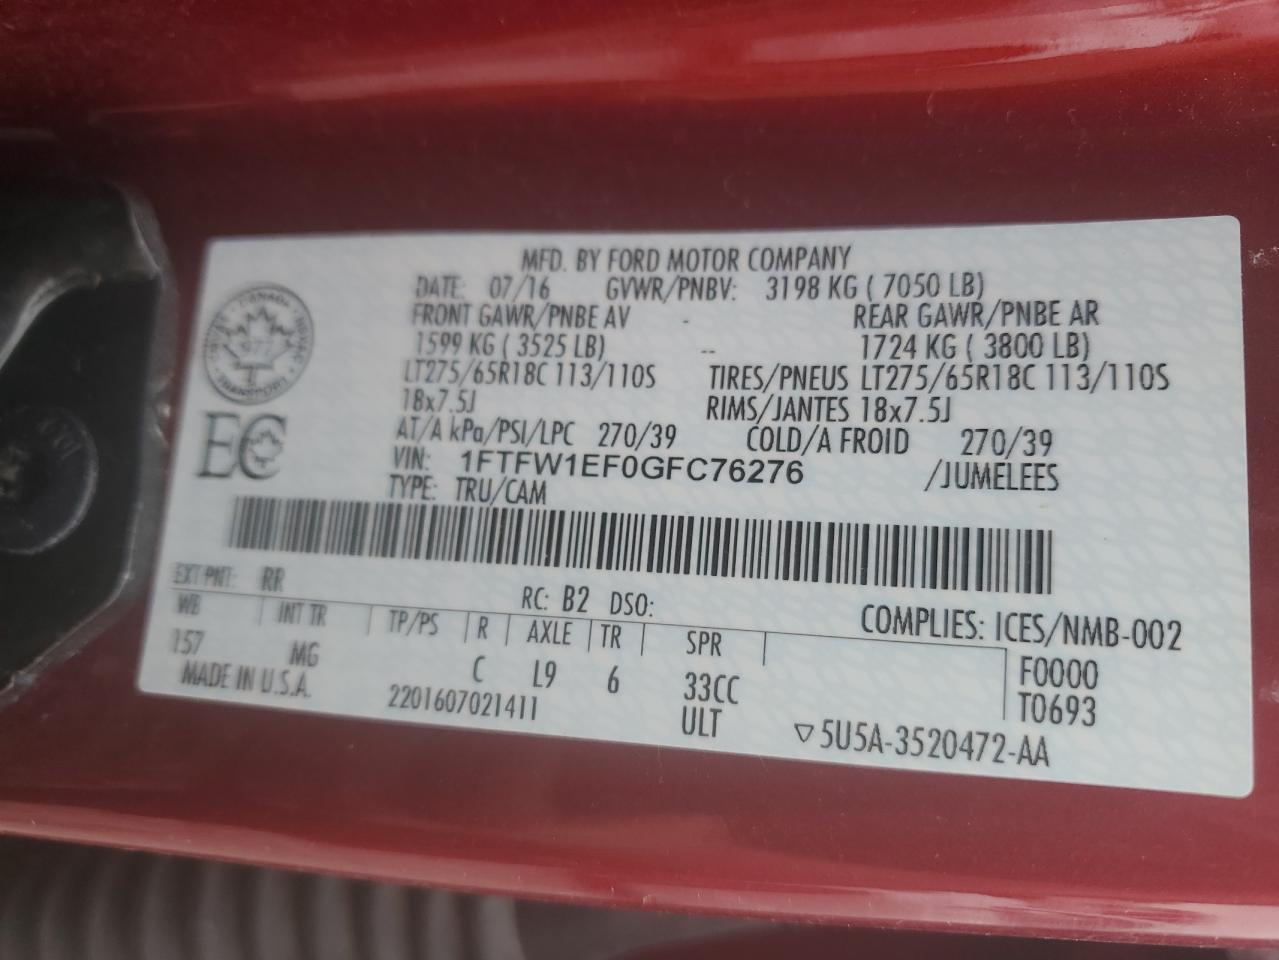 MFD. BY FORD MOTOR COMPANY
DATE: 07/16 GVWR/PNBV: 3198 KG ( 7050 LB)
FRONT GAWR/PNBE AV - REAR GAWR/PNBE AR
1599 KG ( 3525 LB) -- 1724 KG ( 3800 LB)
LT275/65R18C 113/110S TIRES/PNEUS LT275/65R18C 113/110S
18x7.5J RIMS/JANTES 18x7.5J
AT/A kPa/PSI/LPC 270/39 COLD/A FROID 270/39
VIN: 1FTFW1EF0GFC76276 /JUMELEES
TYPE: TRU/CAM
CANADA
TRANSPORT
EC
EXT PNT: RR RC: B2 DSO:
COMPLIES: ICES/NMB-002
WB INT TR TP/PS R AXLE TR SPR
157 MG C L9 6 33CC F0000
MADE IN U.S.A. 2201607021411 ULT T0693
▽5U5A-3520472-AA